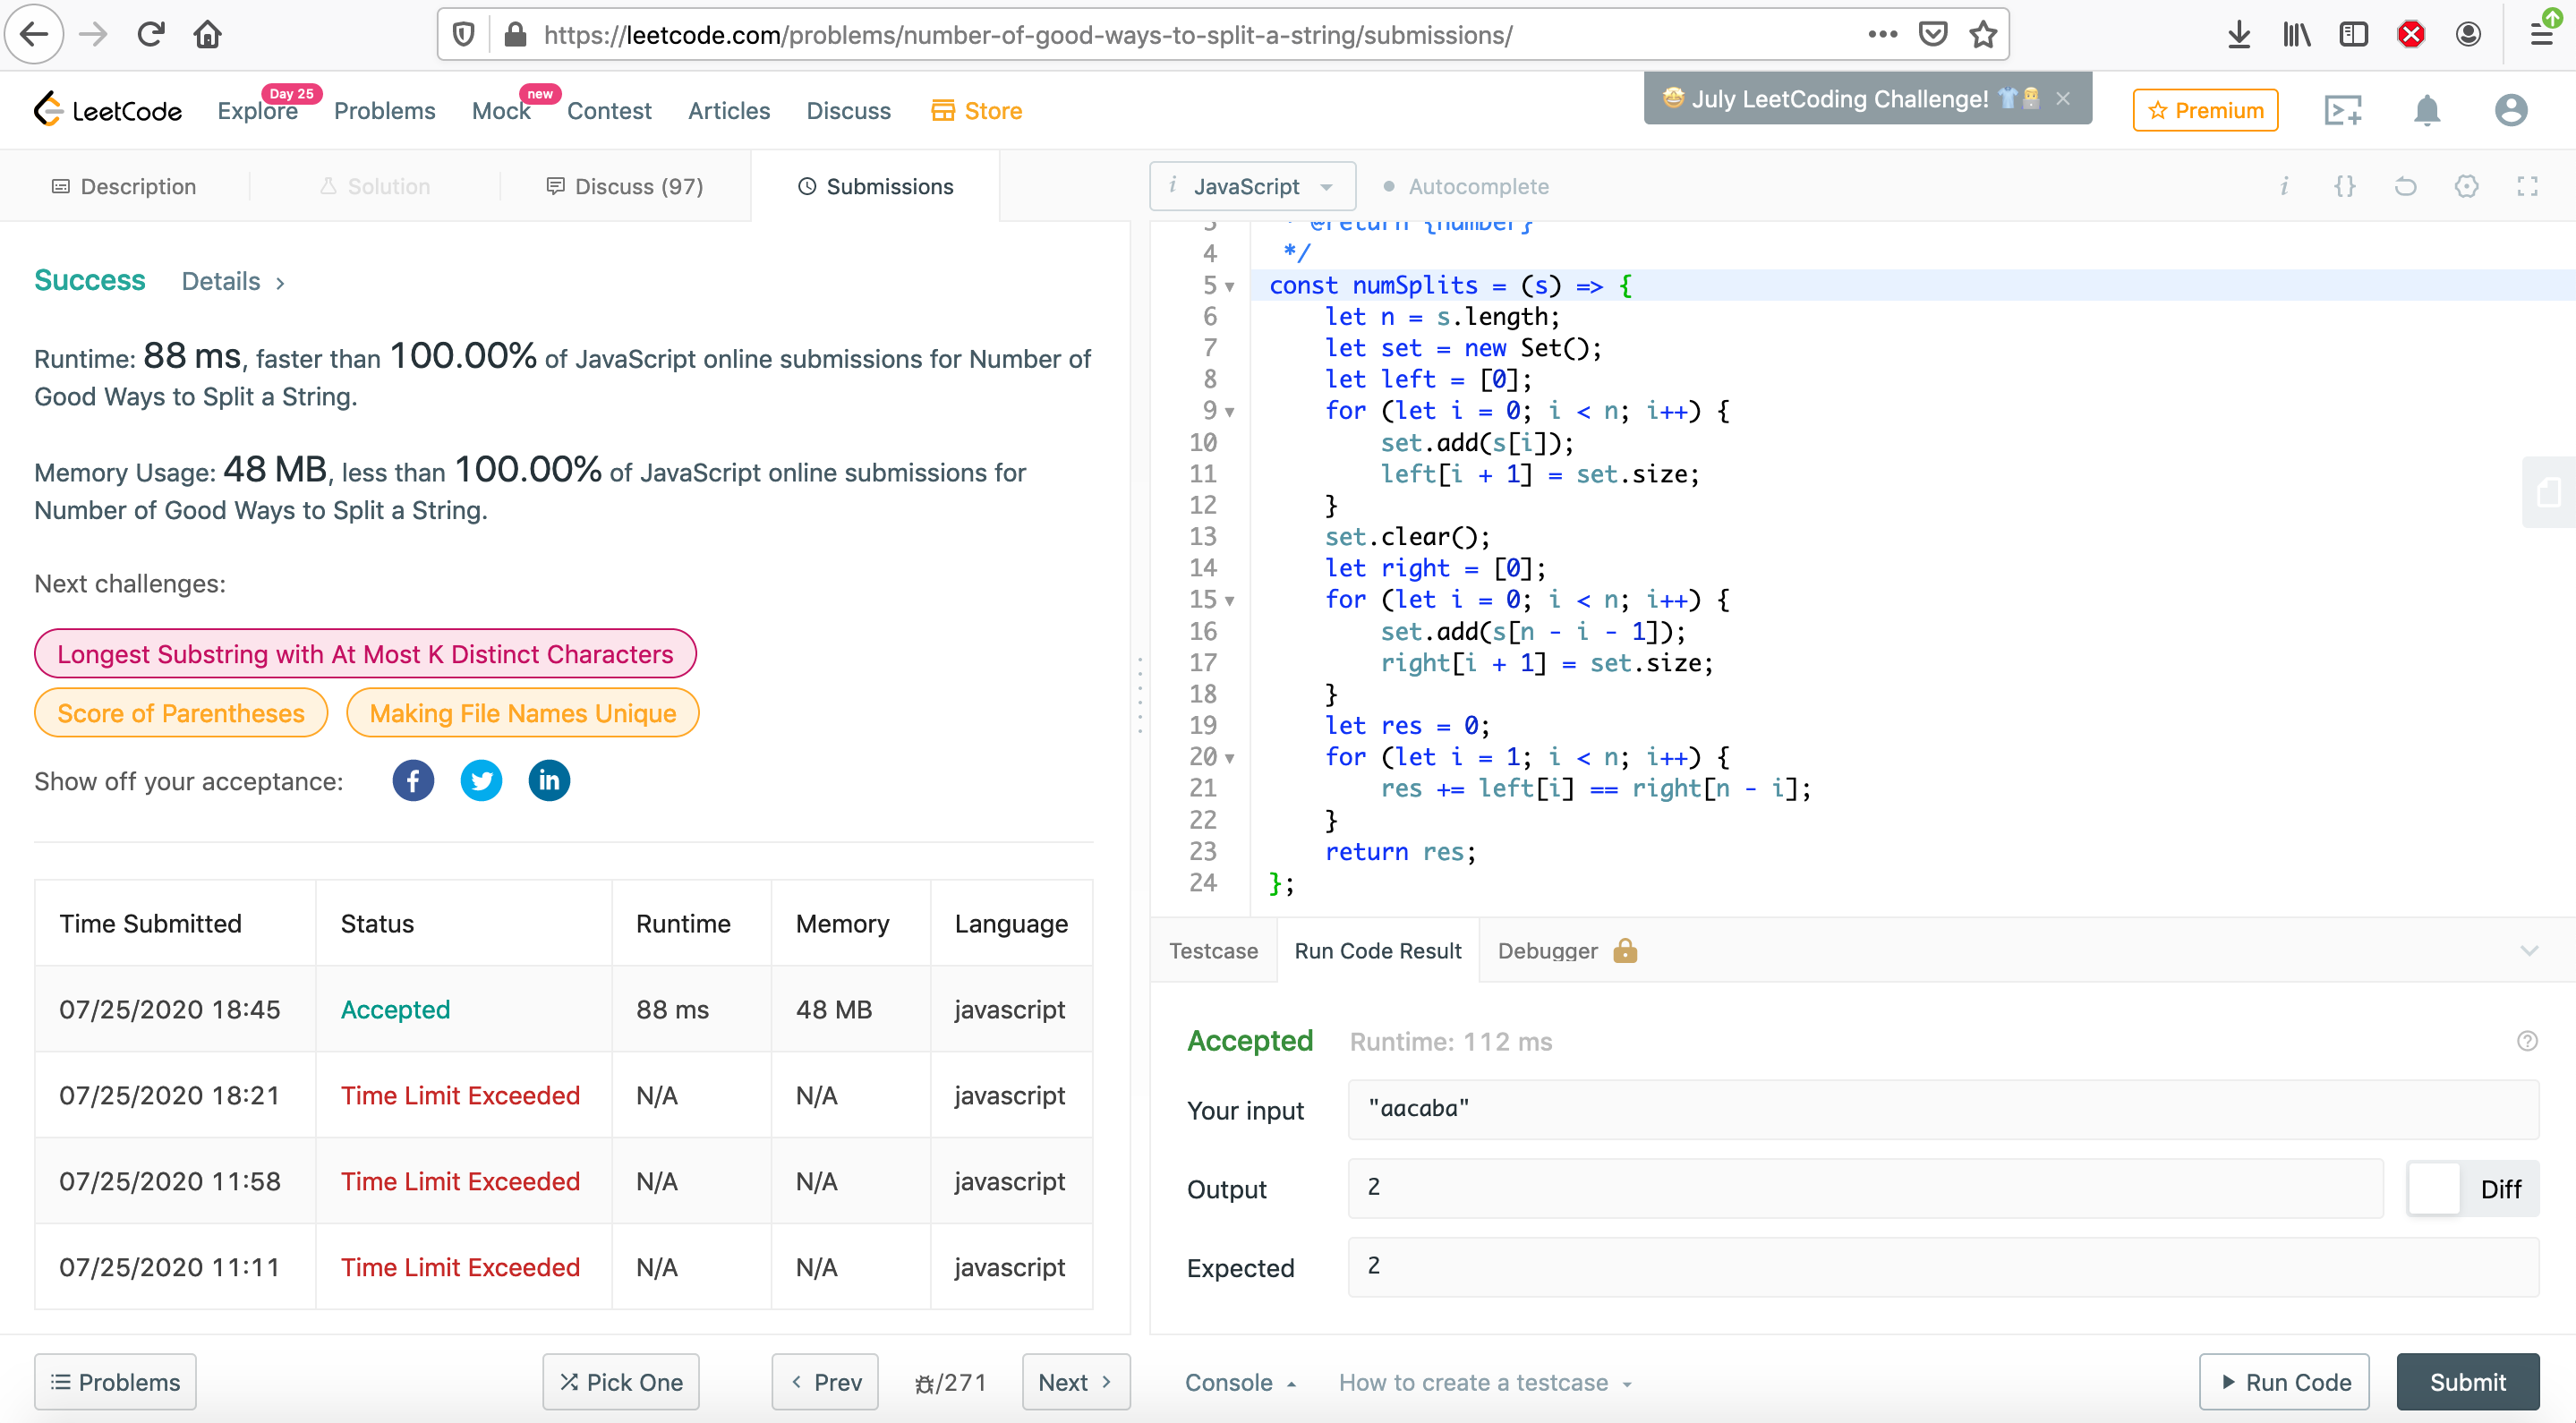 https://leetcode.com/problems/number-of-good-ways-to-split-a-string/submissions/
LeetCode Explore Day 25 Problems Mock new Contest Articles Discuss Store
July LeetCoding Challenge!
Premium
Description Solution Discuss (97) Submissions
Success Details >
Runtime: 88 ms, faster than 100.00% of JavaScript online submissions for Number of
Good Ways to Split a String.
Memory Usage: 48 MB, less than 100.00% of JavaScript online submissions for
Number of Good Ways to Split a String.
Next challenges:
Longest Substring with At Most K Distinct Characters
Score of Parentheses Making File Names Unique
Show off your acceptance:
Time Submitted Status Runtime Memory Language
07/25/2020 18:45 Accepted 88 ms 48 MB javascript
07/25/2020 18:21 Time Limit Exceeded N/A N/A javascript
07/25/2020 11:58 Time Limit Exceeded N/A N/A javascript
07/25/2020 11:11 Time Limit Exceeded N/A N/A javascript
Problems Pick One < Prev /271 Next >
i JavaScript Autocomplete
3 * @return {number}
4 */
5 const numSplits = (s) => {
6 let n = s.length;
7 let set = new Set();
8 let left = [0];
9 for (let i = 0; i < n; i++) {
10 set.add(s[i]);
11 left[i + 1] = set.size;
12 }
13 set.clear();
14 let right = [0];
15 for (let i = 0; i < n; i++) {
16 set.add(s[n - i - 1]);
17 right[i + 1] = set.size;
18 }
19 let res = 0;
20 for (let i = 1; i < n; i++) {
21 res += left[i] == right[n - i];
22 }
23 return res;
24 };
Testcase Run Code Result Debugger
Accepted Runtime: 112 ms
Your input "aacaba"
Output 2 Diff
Expected 2
Console How to create a testcase Run Code Submit